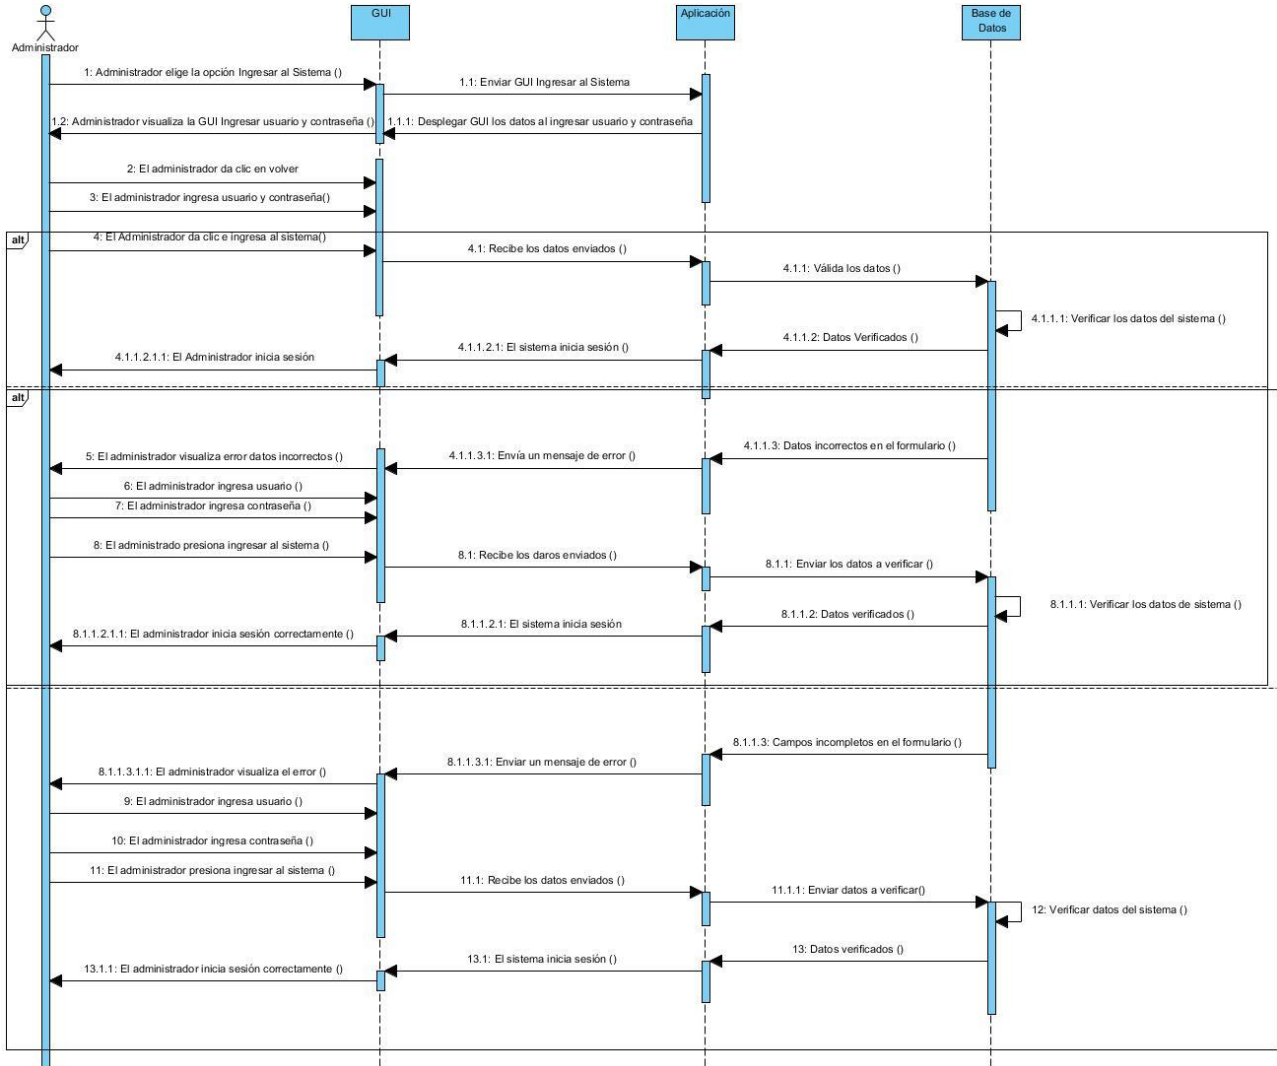 GUI
Aplicación
Base de
Datos
Administrador
1: Administrador elige la opción Ingresar al Sistema ()
1.1: Enviar GUI Ingresar al Sistema
1.2: Administrador visualiza la GUI Ingresar usuario y contraseña ()
1.1.1: Desplegar GUI los datos al ingresar usuario y contraseña
2: El administrador da clic en volver
3: El administrador ingresa usuario y contraseña()
alt
4: El Administrador da clic e ingresa al sistema()
4.1: Recibe los datos enviados ()
4.1.1: Válida los datos ()
4.1.1.1: Verificar los datos del sistema ()
4.1.1.2: Datos Verificados ()
4.1.1.2.1: El sistema inicia sesión ()
4.1.1.2.1.1: El Administrador inicia sesión
alt
4.1.1.3: Datos incorrectos en el formulario ()
4.1.1.3.1: Envía un mensaje de error ()
5: El administrador visualiza error datos incorrectos ()
6: El administrador ingresa usuario ()
7: El administrador ingresa contraseña ()
8: El administrado presiona ingresar al sistema ()
8.1: Recibe los daros enviados ()
8.1.1: Enviar los datos a verificar ()
8.1.1.1: Verificar los datos de sistema ()
8.1.1.2: Datos verificados ()
8.1.1.2.1: El sistema inicia sesión
8.1.1.2.1.1: El administrador inicia sesión correctamente ()
8.1.1.3: Campos incompletos en el formulario ()
8.1.1.3.1: Enviar un mensaje de error ()
8.1.1.3.1.1: El administrador visualiza el error ()
9: El administrador ingresa usuario ()
10: El administrador ingresa contraseña ()
11: El administrador presiona ingresar al sistema ()
11.1: Recibe los datos enviados ()
11.1.1: Enviar datos a verificar()
12: Verificar datos del sistema ()
13: Datos verificados ()
13.1: El sistema inicia sesión ()
13.1.1: El administrador inicia sesión correctamente ()